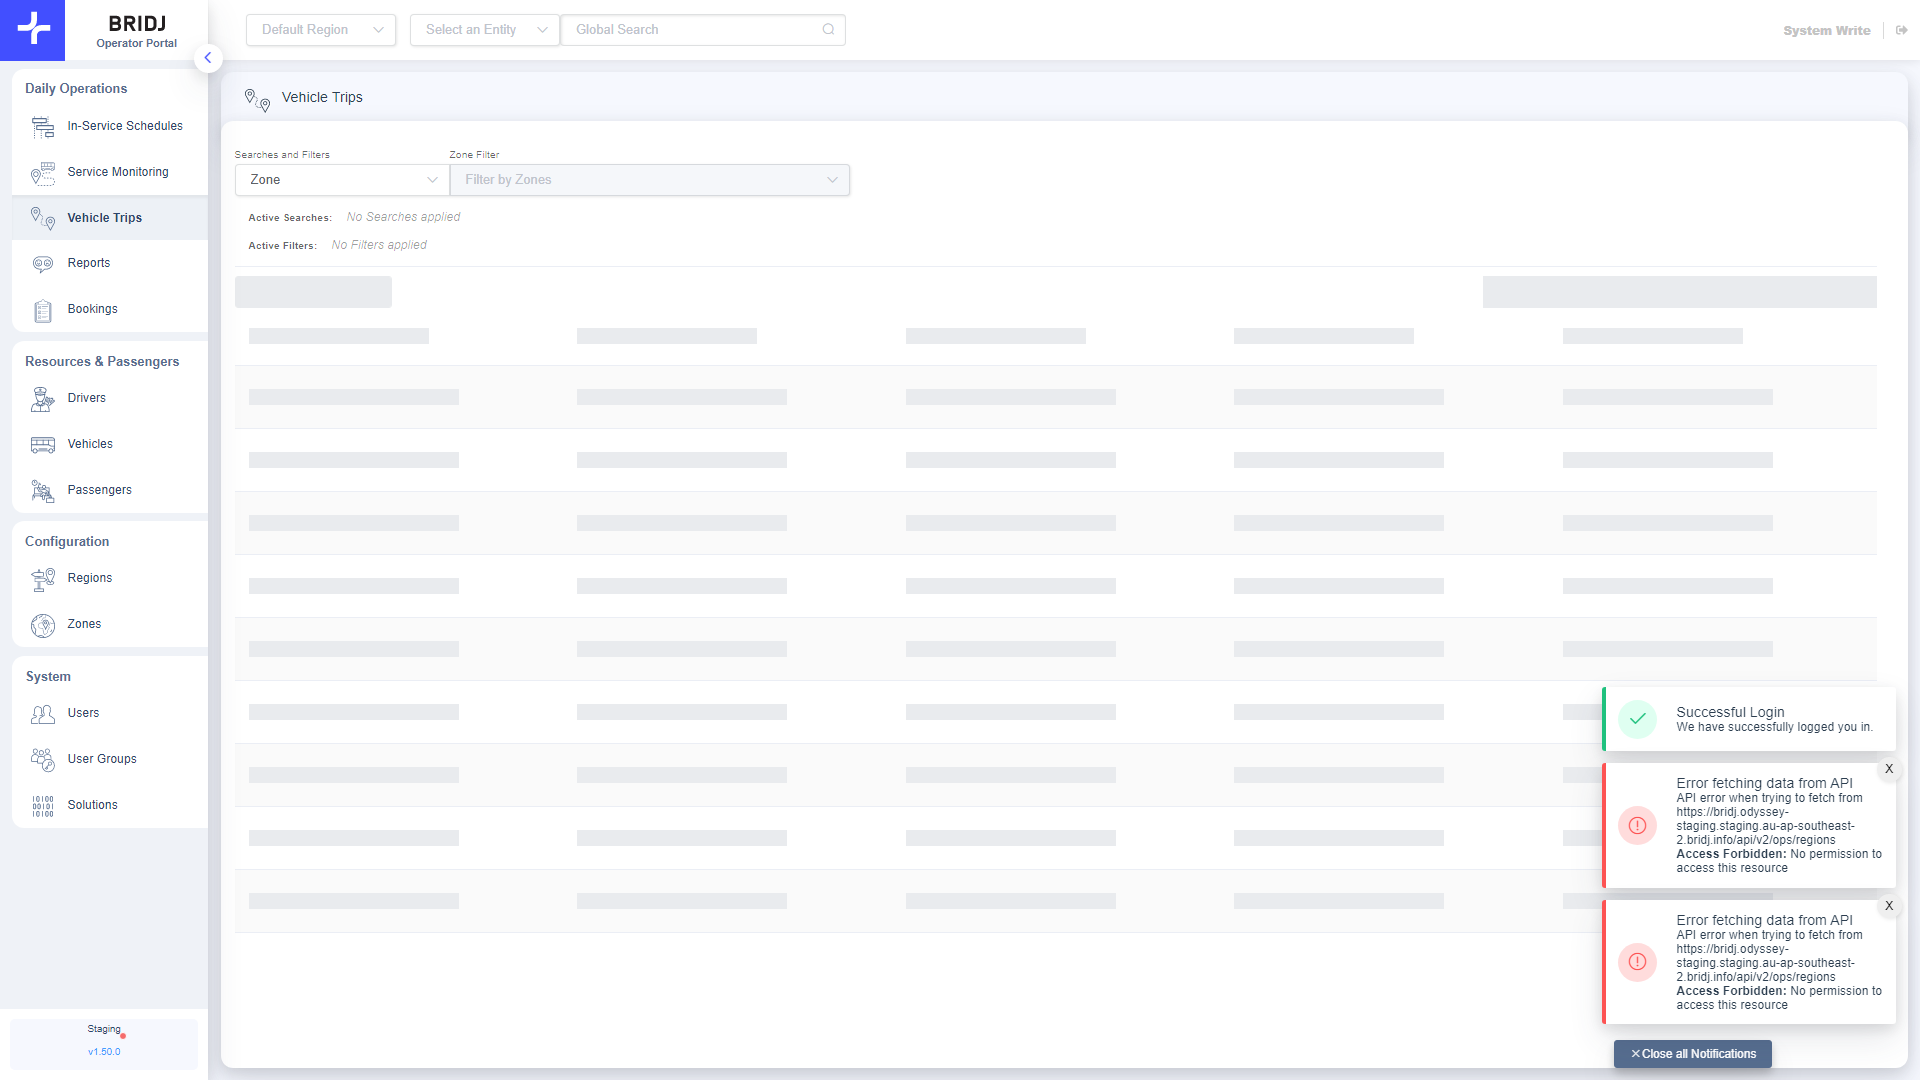 BRIDJ
Operator Portal
Default Region
Select an Entity
Global Search
System Write
Daily Operations
In-Service Schedules
Service Monitoring
Vehicle Trips
Reports
Bookings
Resources & Passengers
Drivers
Vehicles
Passengers
Configuration
Regions
Zones
System
Users
User Groups
Solutions
Staging
v1.50.0
Vehicle Trips
Searches and Filters
Zone Filter
Zone
Filter by Zones
Active Searches: No Searches applied
Active Filters: No Filters applied
Successful Login
We have successfully logged you in.
X
Error fetching data from API
API error when trying to fetch from
https://bridj.odyssey-
staging.staging.au-ap-southeast-
2.bridj.info/api/v2/ops/regions
Access Forbidden: No permission to
access this resource
X
Error fetching data from API
API error when trying to fetch from
https://bridj.odyssey-
staging.staging.au-ap-southeast-
2.bridj.info/api/v2/ops/regions
Access Forbidden: No permission to
access this resource
✕Close all Notifications